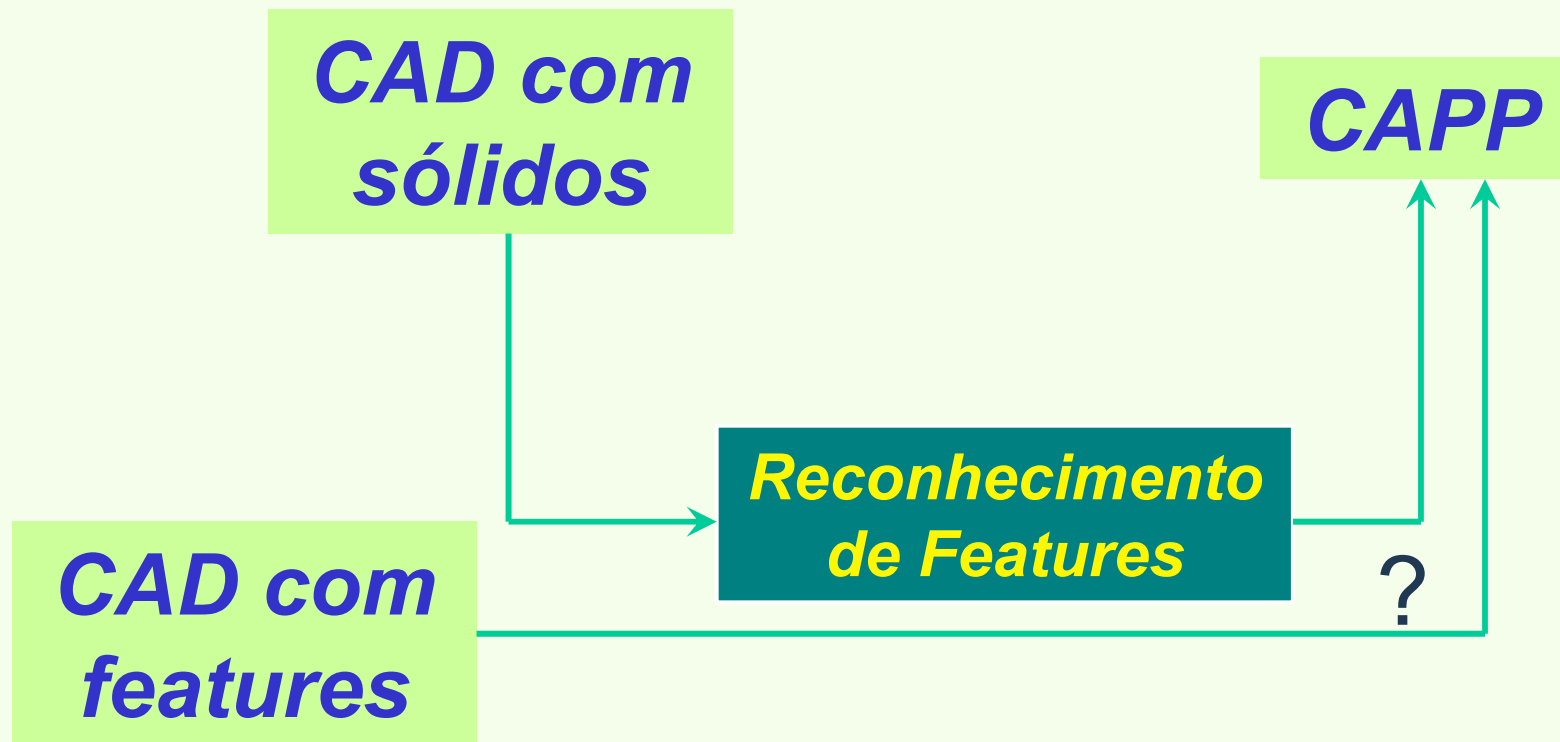 CAD com
sólidos
CAPP
Reconhecimento
de Features
?
CAD com
features